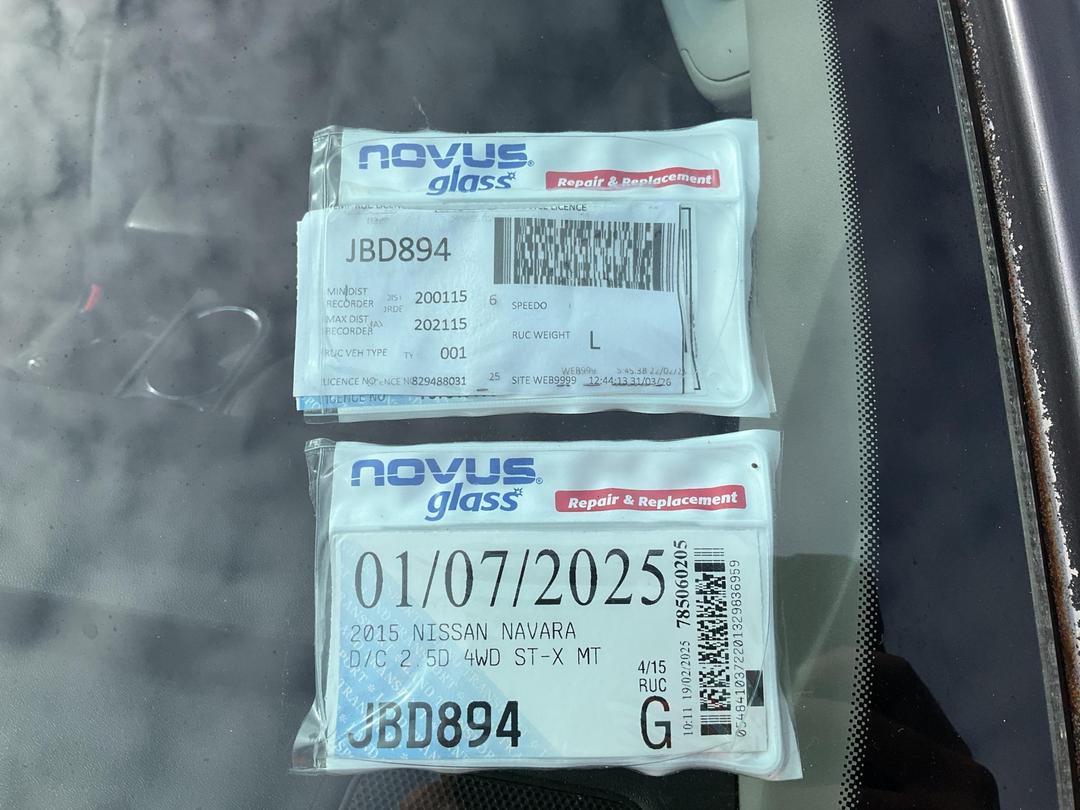 novus
glass
Repair & Replacement
JBD894
MIN DIST
RECORDER 200115 6 SPEEDO
MAX DIST
RECORDER 202115
RUC WEIGHT L
RUC VEH TYPE 001
LICENCE NO 829488031 25 SITE WEB9999 12:44:13 31/03/26
LICENCE NO
novus
glass
Repair & Replacement
01/07/2025
2015 NISSAN NAVARA
D/C 2.5D 4WD ST-X MT
4/15
RUC
JBD894 G
10:11 19/02/2025 785060205